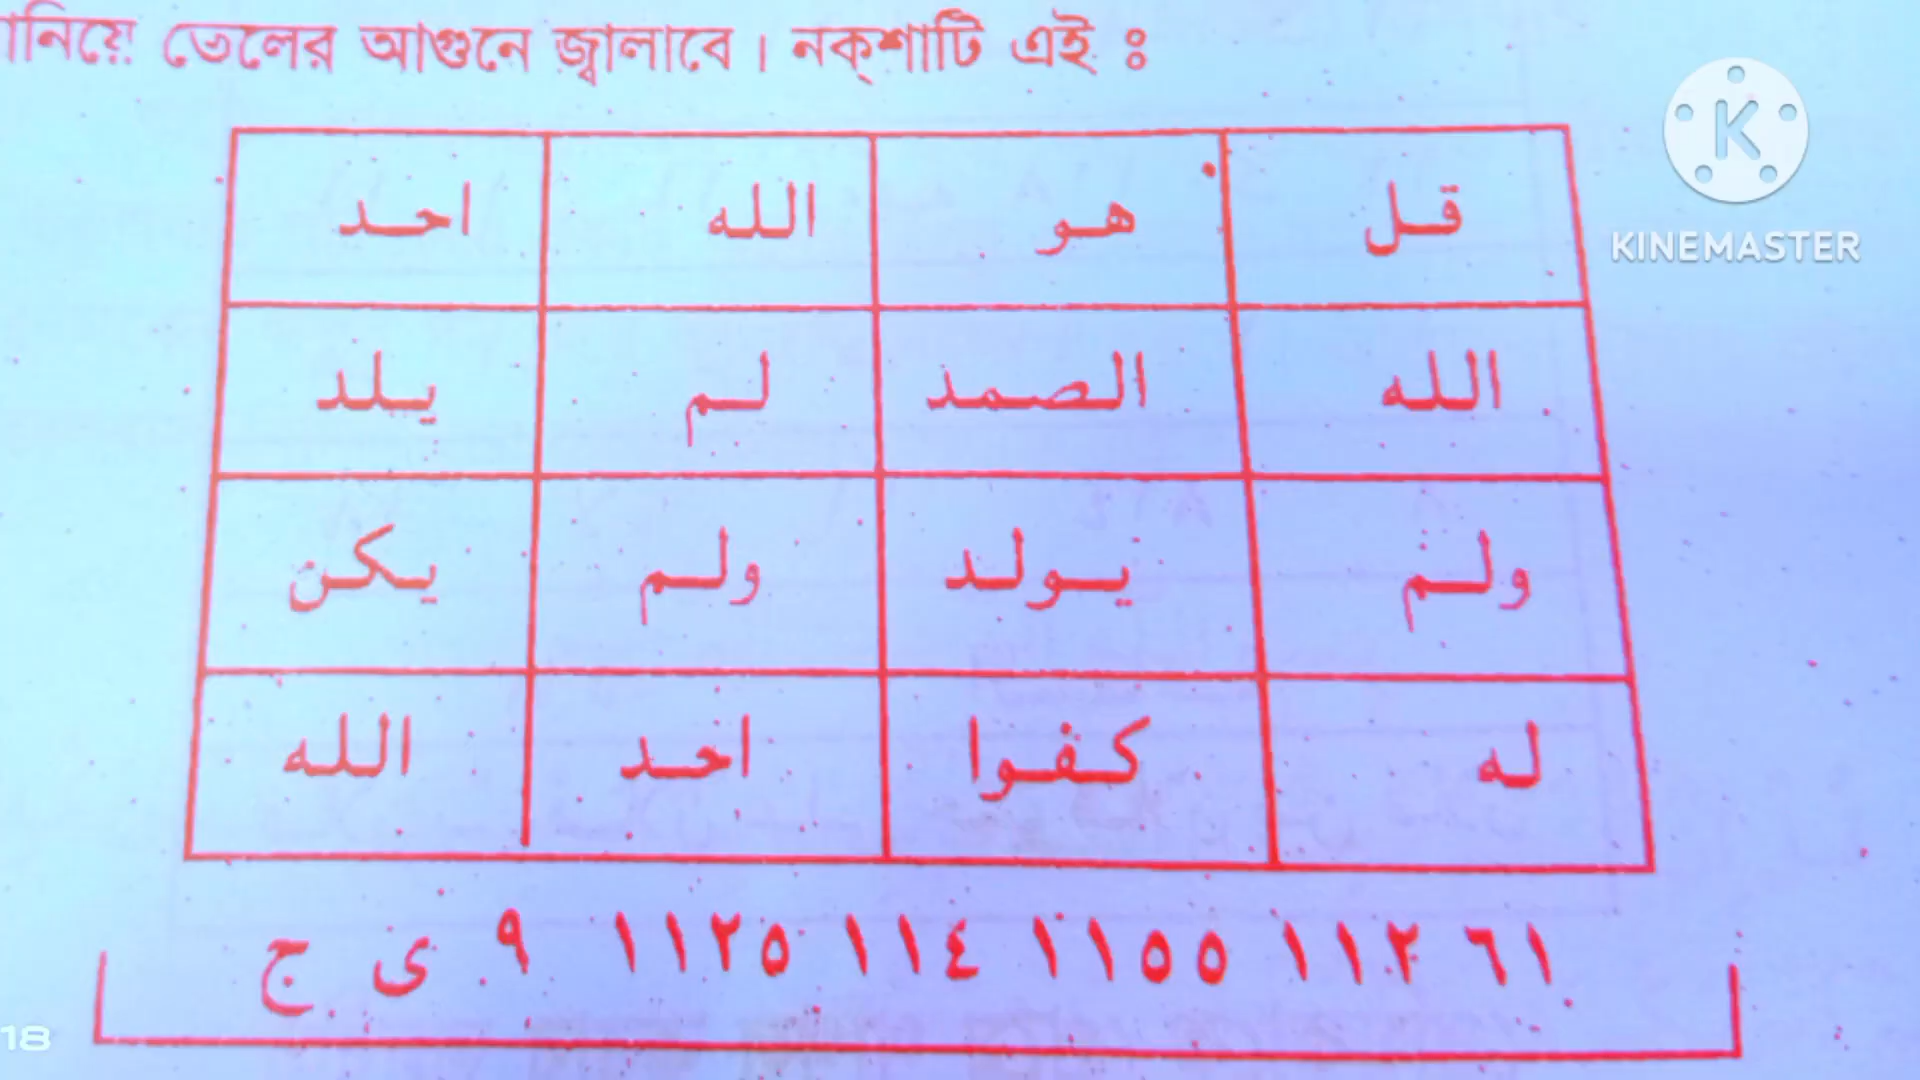 ানিয়ে তেলের আগুনে জ্বালাবে। নক্শাটি এই ঃ
KINEMASTER
قل هو الله احد
الله الصمد لم يلد
ولم يولد ولم يكن
له كفوا احد الله
ج ى ٩ ١١٢٥ ١١٤ ١١٥٥ ١١٢ ٦١
18